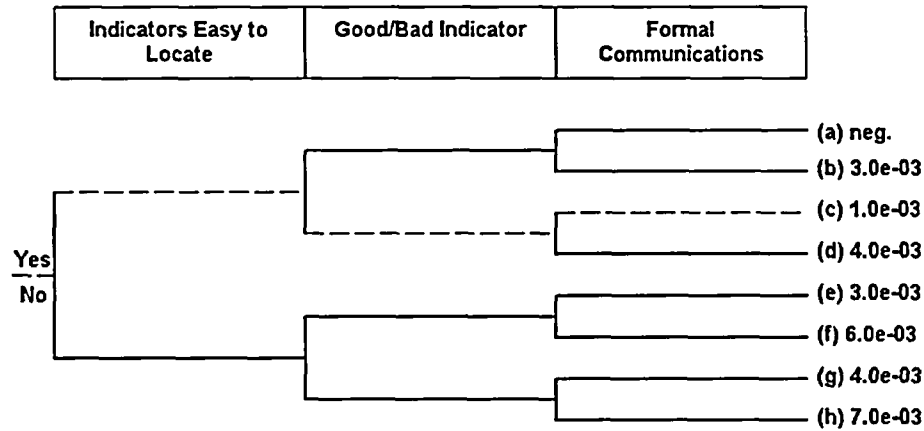 Indicators Easy to
Locate
Good/Bad Indicator
Formal
Communications
(a) neg.
(b) 3.0e-03
(c) 1.0e-03
(d) 4.0e-03
Yes
No
(e) 3.0e-03
(f) 6.0e-03
(g) 4.0e-03
(h) 7.0e-03